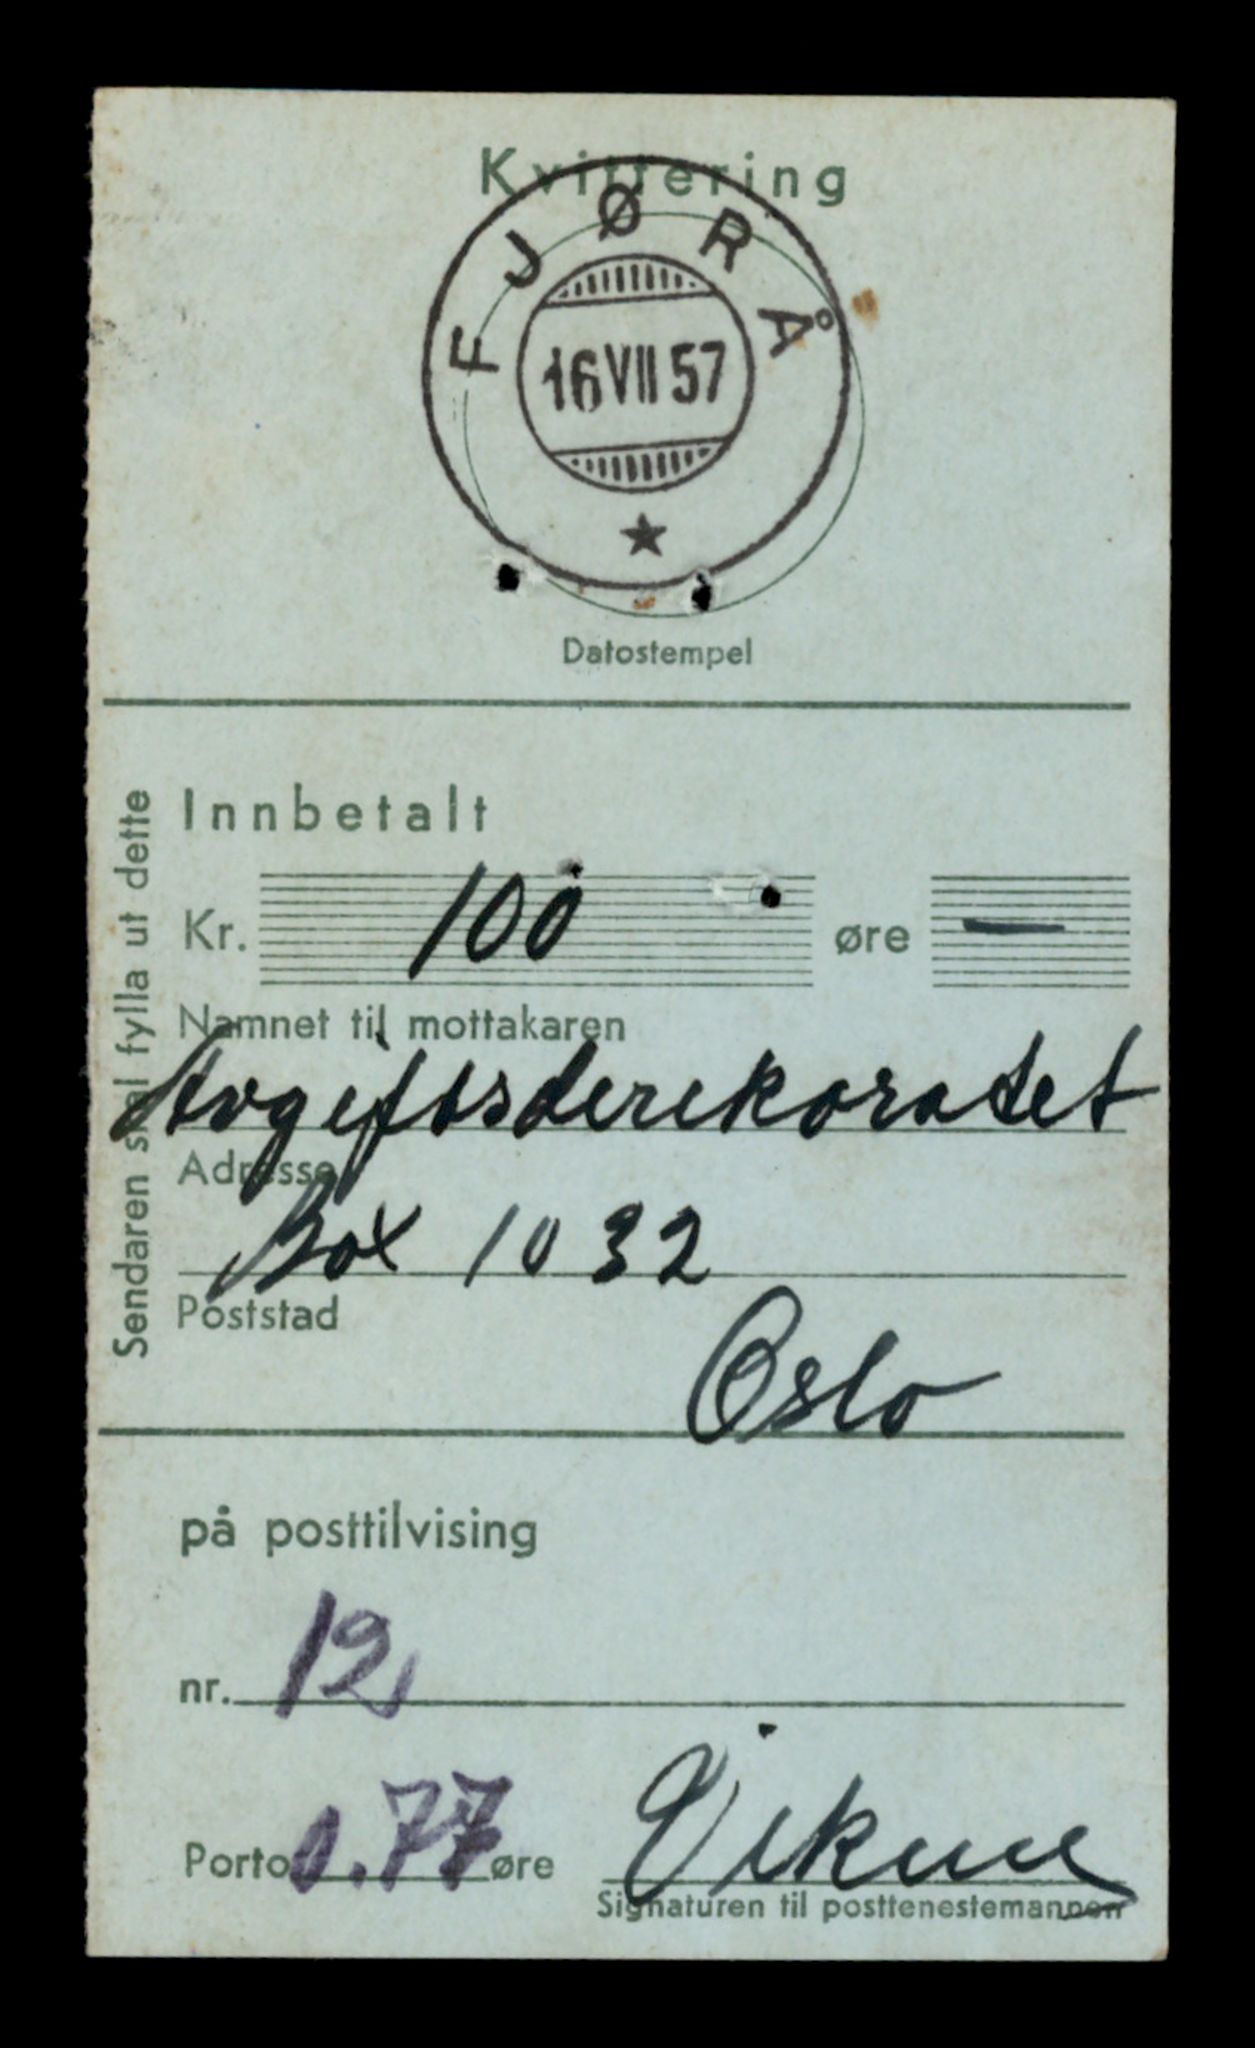 Kvittering
FJØRÅ
16 VII 57
Datostempel
Sendaren skal fylla ut dette
Innbetalt
Kr. 100 øre —
Namnet til mottakaren
Avgiftsderekoratet
Adresse
Box 1032
Poststad
Oslo
på posttilvising
nr. 12
Porto 0.77 øre
Signaturen til posttenestemannen